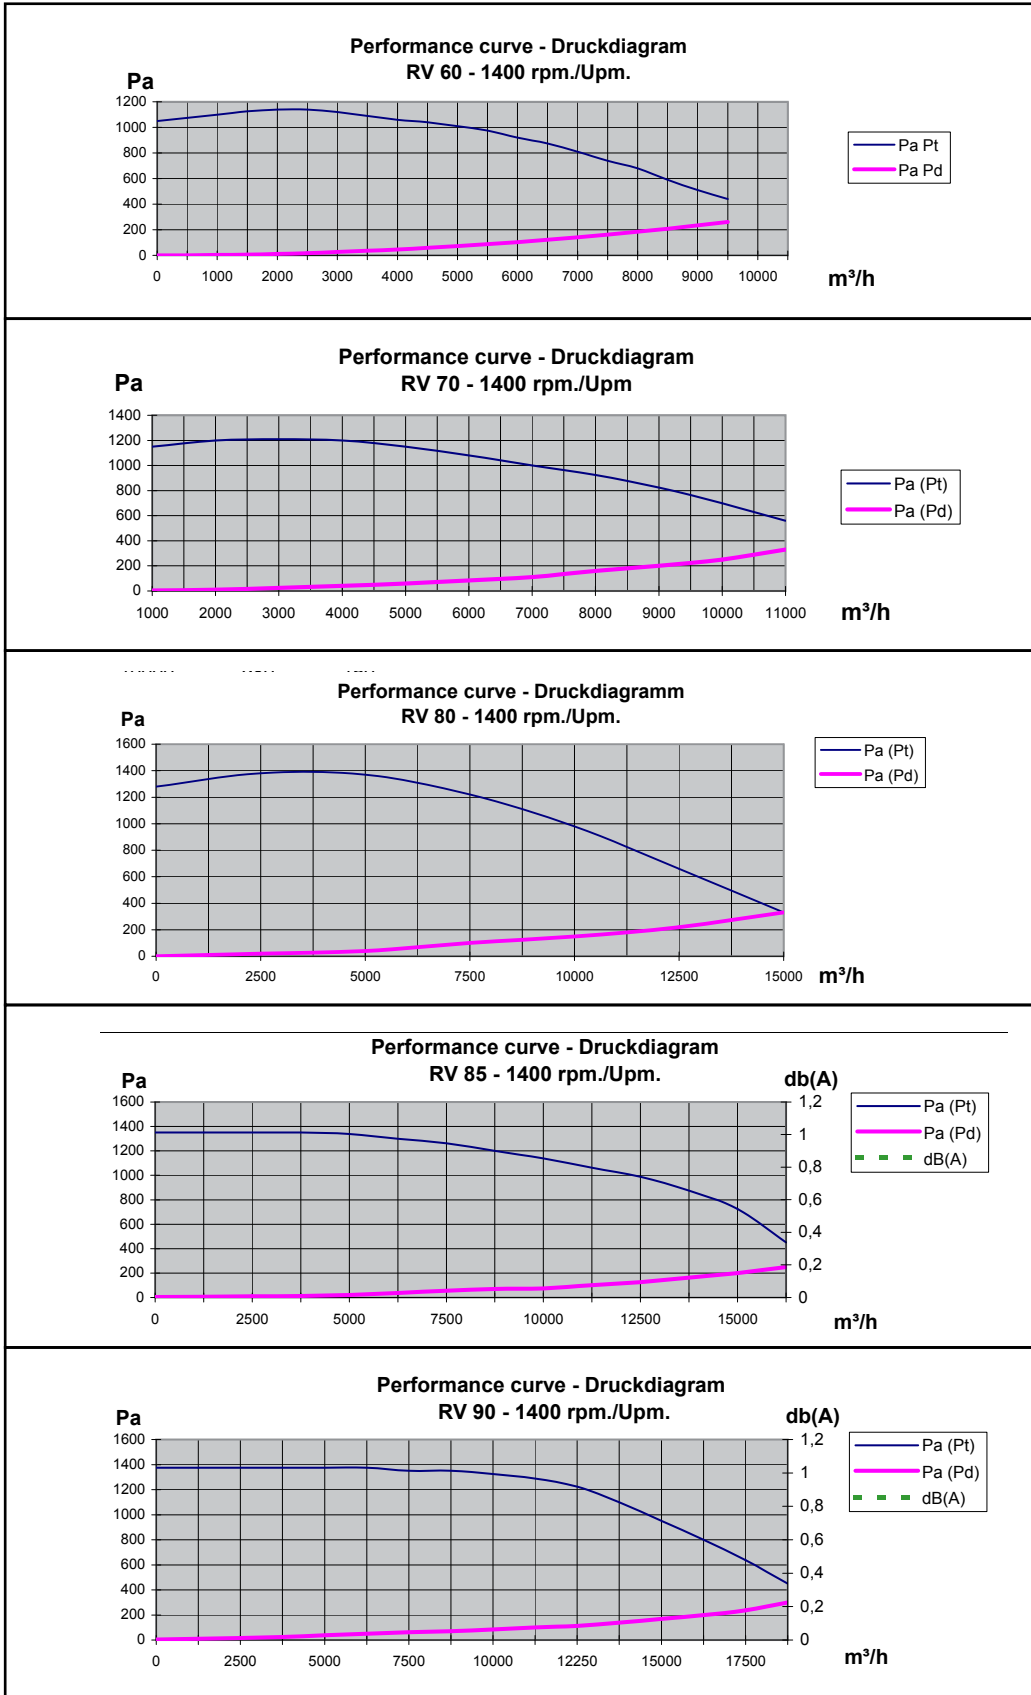 Performance curve - Druckdiagram
RV 60 - 1400 rpm./Upm.
Pa
1200
1000
800
600
400
200
0
0 1000 2000 3000 4000 5000 6000 7000 8000 9000 10000
m³/h
Pa Pt
Pa Pd
Performance curve - Druckdiagram
RV 70 - 1400 rpm./Upm
Pa
1400
1200
1000
800
600
400
200
0
1000 2000 3000 4000 5000 6000 7000 8000 9000 10000 11000
m³/h
Pa (Pt)
Pa (Pd)
Performance curve - Druckdiagramm
RV 80 - 1400 rpm./Upm.
Pa
1600
1400
1200
1000
800
600
400
200
0
0 2500 5000 7500 10000 12500 15000
m³/h
Pa (Pt)
Pa (Pd)
Performance curve - Druckdiagram
RV 85 - 1400 rpm./Upm.
Pa
db(A)
1600
1400
1200
1000
800
600
400
200
0
1,2
1
0,8
0,6
0,4
0,2
0
0 2500 5000 7500 10000 12500 15000
m³/h
Pa (Pt)
Pa (Pd)
dB(A)
Performance curve - Druckdiagram
RV 90 - 1400 rpm./Upm.
Pa
db(A)
1600
1400
1200
1000
800
600
400
200
0
1,2
1
0,8
0,6
0,4
0,2
0
0 2500 5000 7500 10000 12250 15000 17500
m³/h
Pa (Pt)
Pa (Pd)
dB(A)